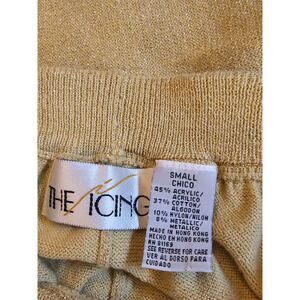 THE ICING
SMALL
CHICO
45% ACRYLIC/
ACRILICO
37% COTTON/
ALGODON
10% NYLON/NILON
8% METALLIC/
METALICO
MADE IN HONG KONG
HECHO EN HONG KONG
RN 81169
SEE REVERSE FOR CARE
VER AL DORSO PARA
CUIDADO